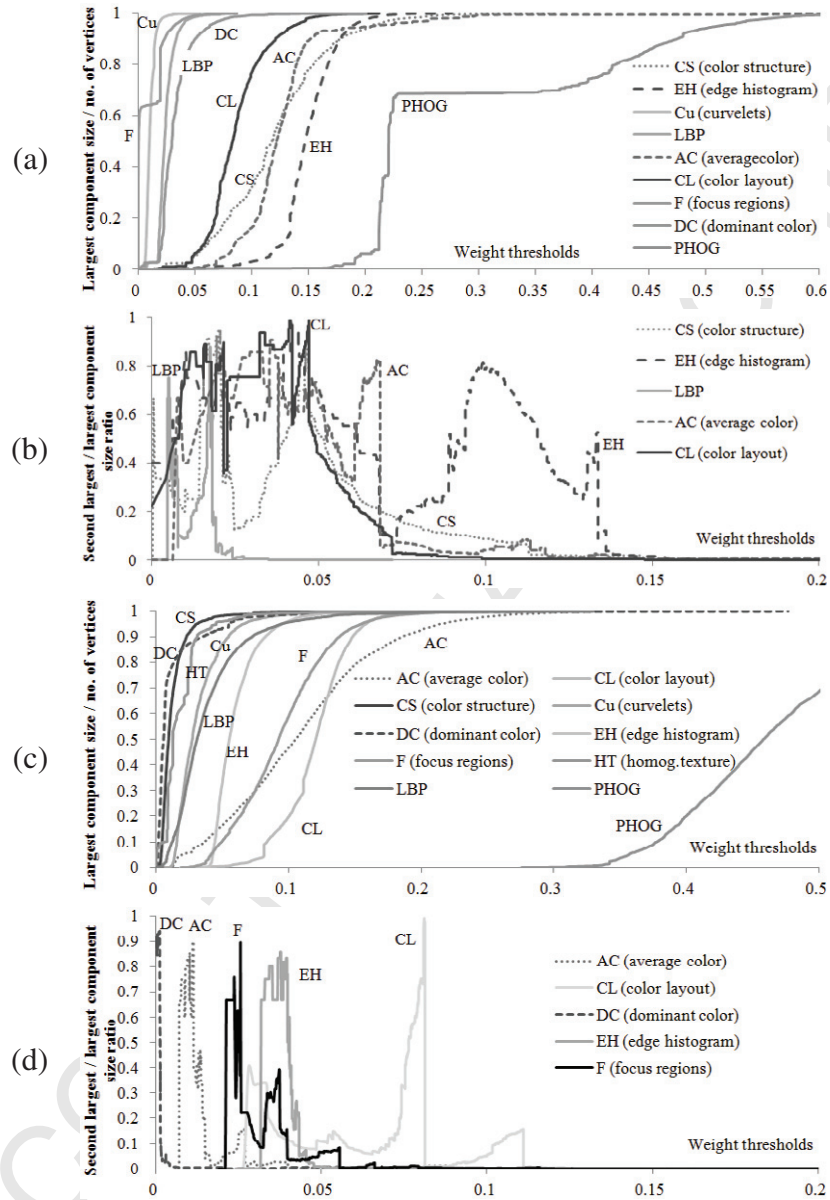 (a)
Largest component size / no. of vertices
1
0.8
0.6
0.4
0.2
0
Cu
DC
LBP
AC
CL
F
CS
EH
PHOG
CS (color structure)
EH (edge histogram)
Cu (curvelets)
LBP
AC (averagecolor)
CL (color layout)
F (focus regions)
DC (dominant color)
PHOG
Weight thresholds
0 0.05 0.1 0.15 0.2 0.25 0.3 0.35 0.4 0.45 0.5 0.55 0.6
(b)
Second largest / largest component
size ratio
1
0.8
0.6
0.4
0.2
0
LBP
CL
AC
EH
CS
CS (color structure)
EH (edge histogram)
LBP
AC (average color)
CL (color layout)
Weight thresholds
0 0.05 0.1 0.15 0.2
(c)
Largest component size / no. of vertices
1
0.9
0.8
0.7
0.6
0.5
0.4
0.3
0.2
0.1
0
CS
DC
HT
Cu
F
AC
LBP
EH
CL
PHOG
AC (average color)
CL (color layout)
CS (color structure)
Cu (curvelets)
DC (dominant color)
EH (edge histogram)
F (focus regions)
HT (homog.texture)
LBP
PHOG
Weight thresholds
0 0.1 0.2 0.3 0.4 0.5
(d)
Second largest / largest component
size ratio
1
0.9
0.8
0.7
0.6
0.5
0.4
0.3
0.2
0.1
0
DC
AC
F
EH
CL
AC (average color)
CL (color layout)
DC (dominant color)
EH (edge histogram)
F (focus regions)
Weight thresholds
0 0.05 0.1 0.15 0.2